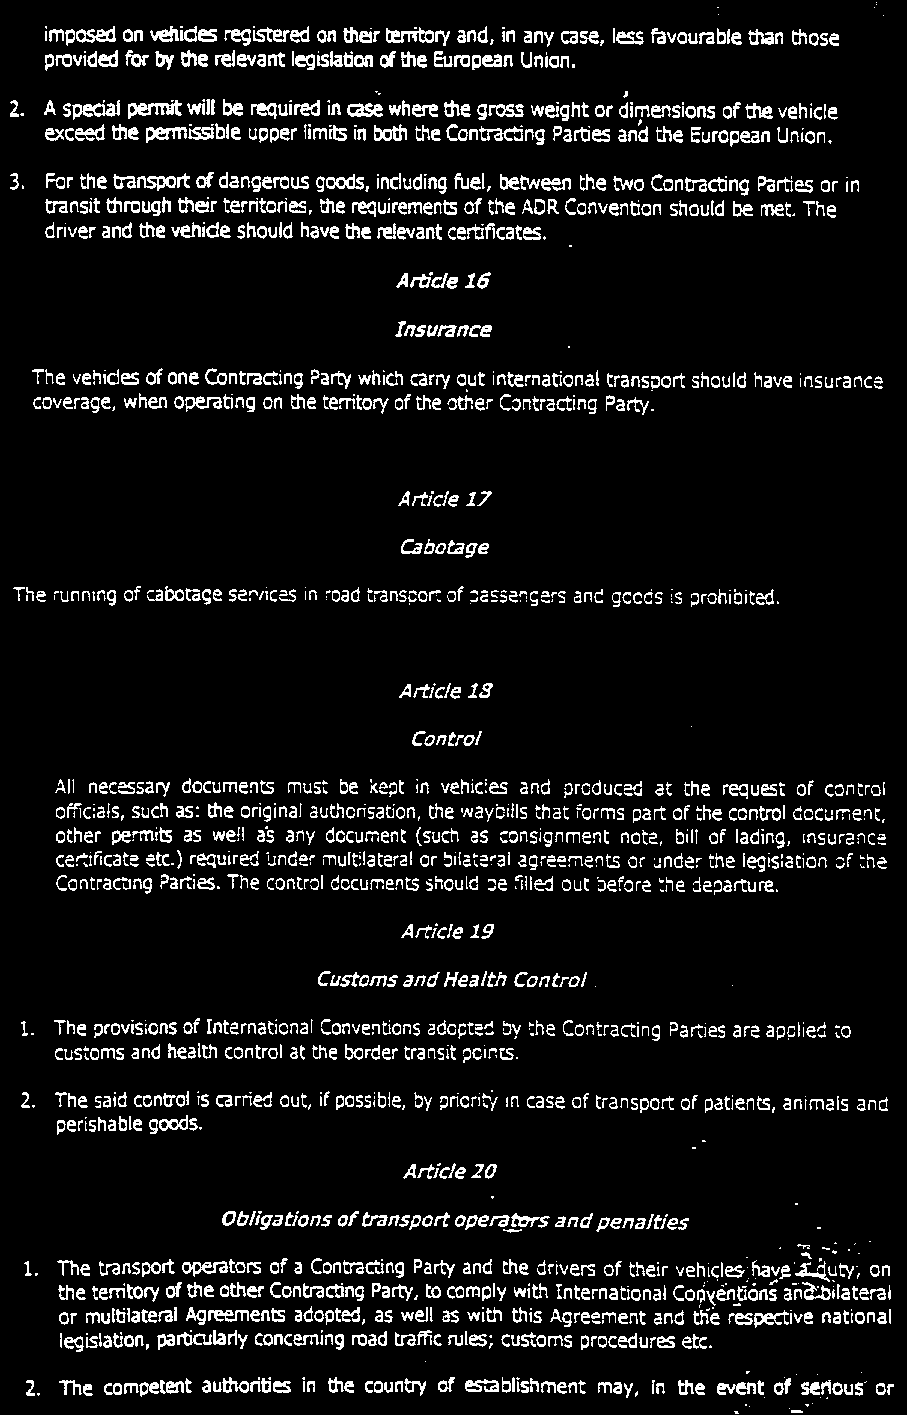 imposed on vehicles registered on their territory and, in any case, less favourable than those
provided for by the relevant legislation of the European Union.
2. A special permit will be required in case where the gross weight or dimensions of the vehicle
exceed the permissible upper limits in both the Contracting Parties and the European Union.
3. For the transport of dangerous goods, including fuel, between the two Contracting Parties or in
transit through their territories, the requirements of the ADR Convention should be met. The
driver and the vehicle should have the relevant certificates.
Article 16
Insurance
The vehicles of one Contracting Party which carry out international transport should have insurance
coverage, when operating on the territory of the other Contracting Party.
Article 17
Cabotage
The running of cabotage services in road transport of passengers and goods is prohibited.
Article 18
Control
All necessary documents must be kept in vehicles and produced at the request of control
officials, such as: the original authorisation, the waybills that forms part of the control document,
other permits as well as any document (such as consignment note, bill of lading, insurance
certificate etc.) required under multilateral or bilateral agreements or under the legislation of the
Contracting Parties. The control documents should be filled out before the departure.
Article 19
Customs and Health Control
1. The provisions of International Conventions adopted by the Contracting Parties are applied to
customs and health control at the border transit points.
2. The said control is carried out, if possible, by priority in case of transport of patients, animals and
perishable goods.
Article 20
Obligations of transport operators and penalties
1. The transport operators of a Contracting Party and the drivers of their vehicles have a duty, on
the territory of the other Contracting Party, to comply with International Conventions and bilateral
or multilateral Agreements adopted, as well as with this Agreement and the respective national
legislation, particularly concerning road traffic rules; customs procedures etc.
2. The competent authorities in the country of establishment may, in the event of serious or